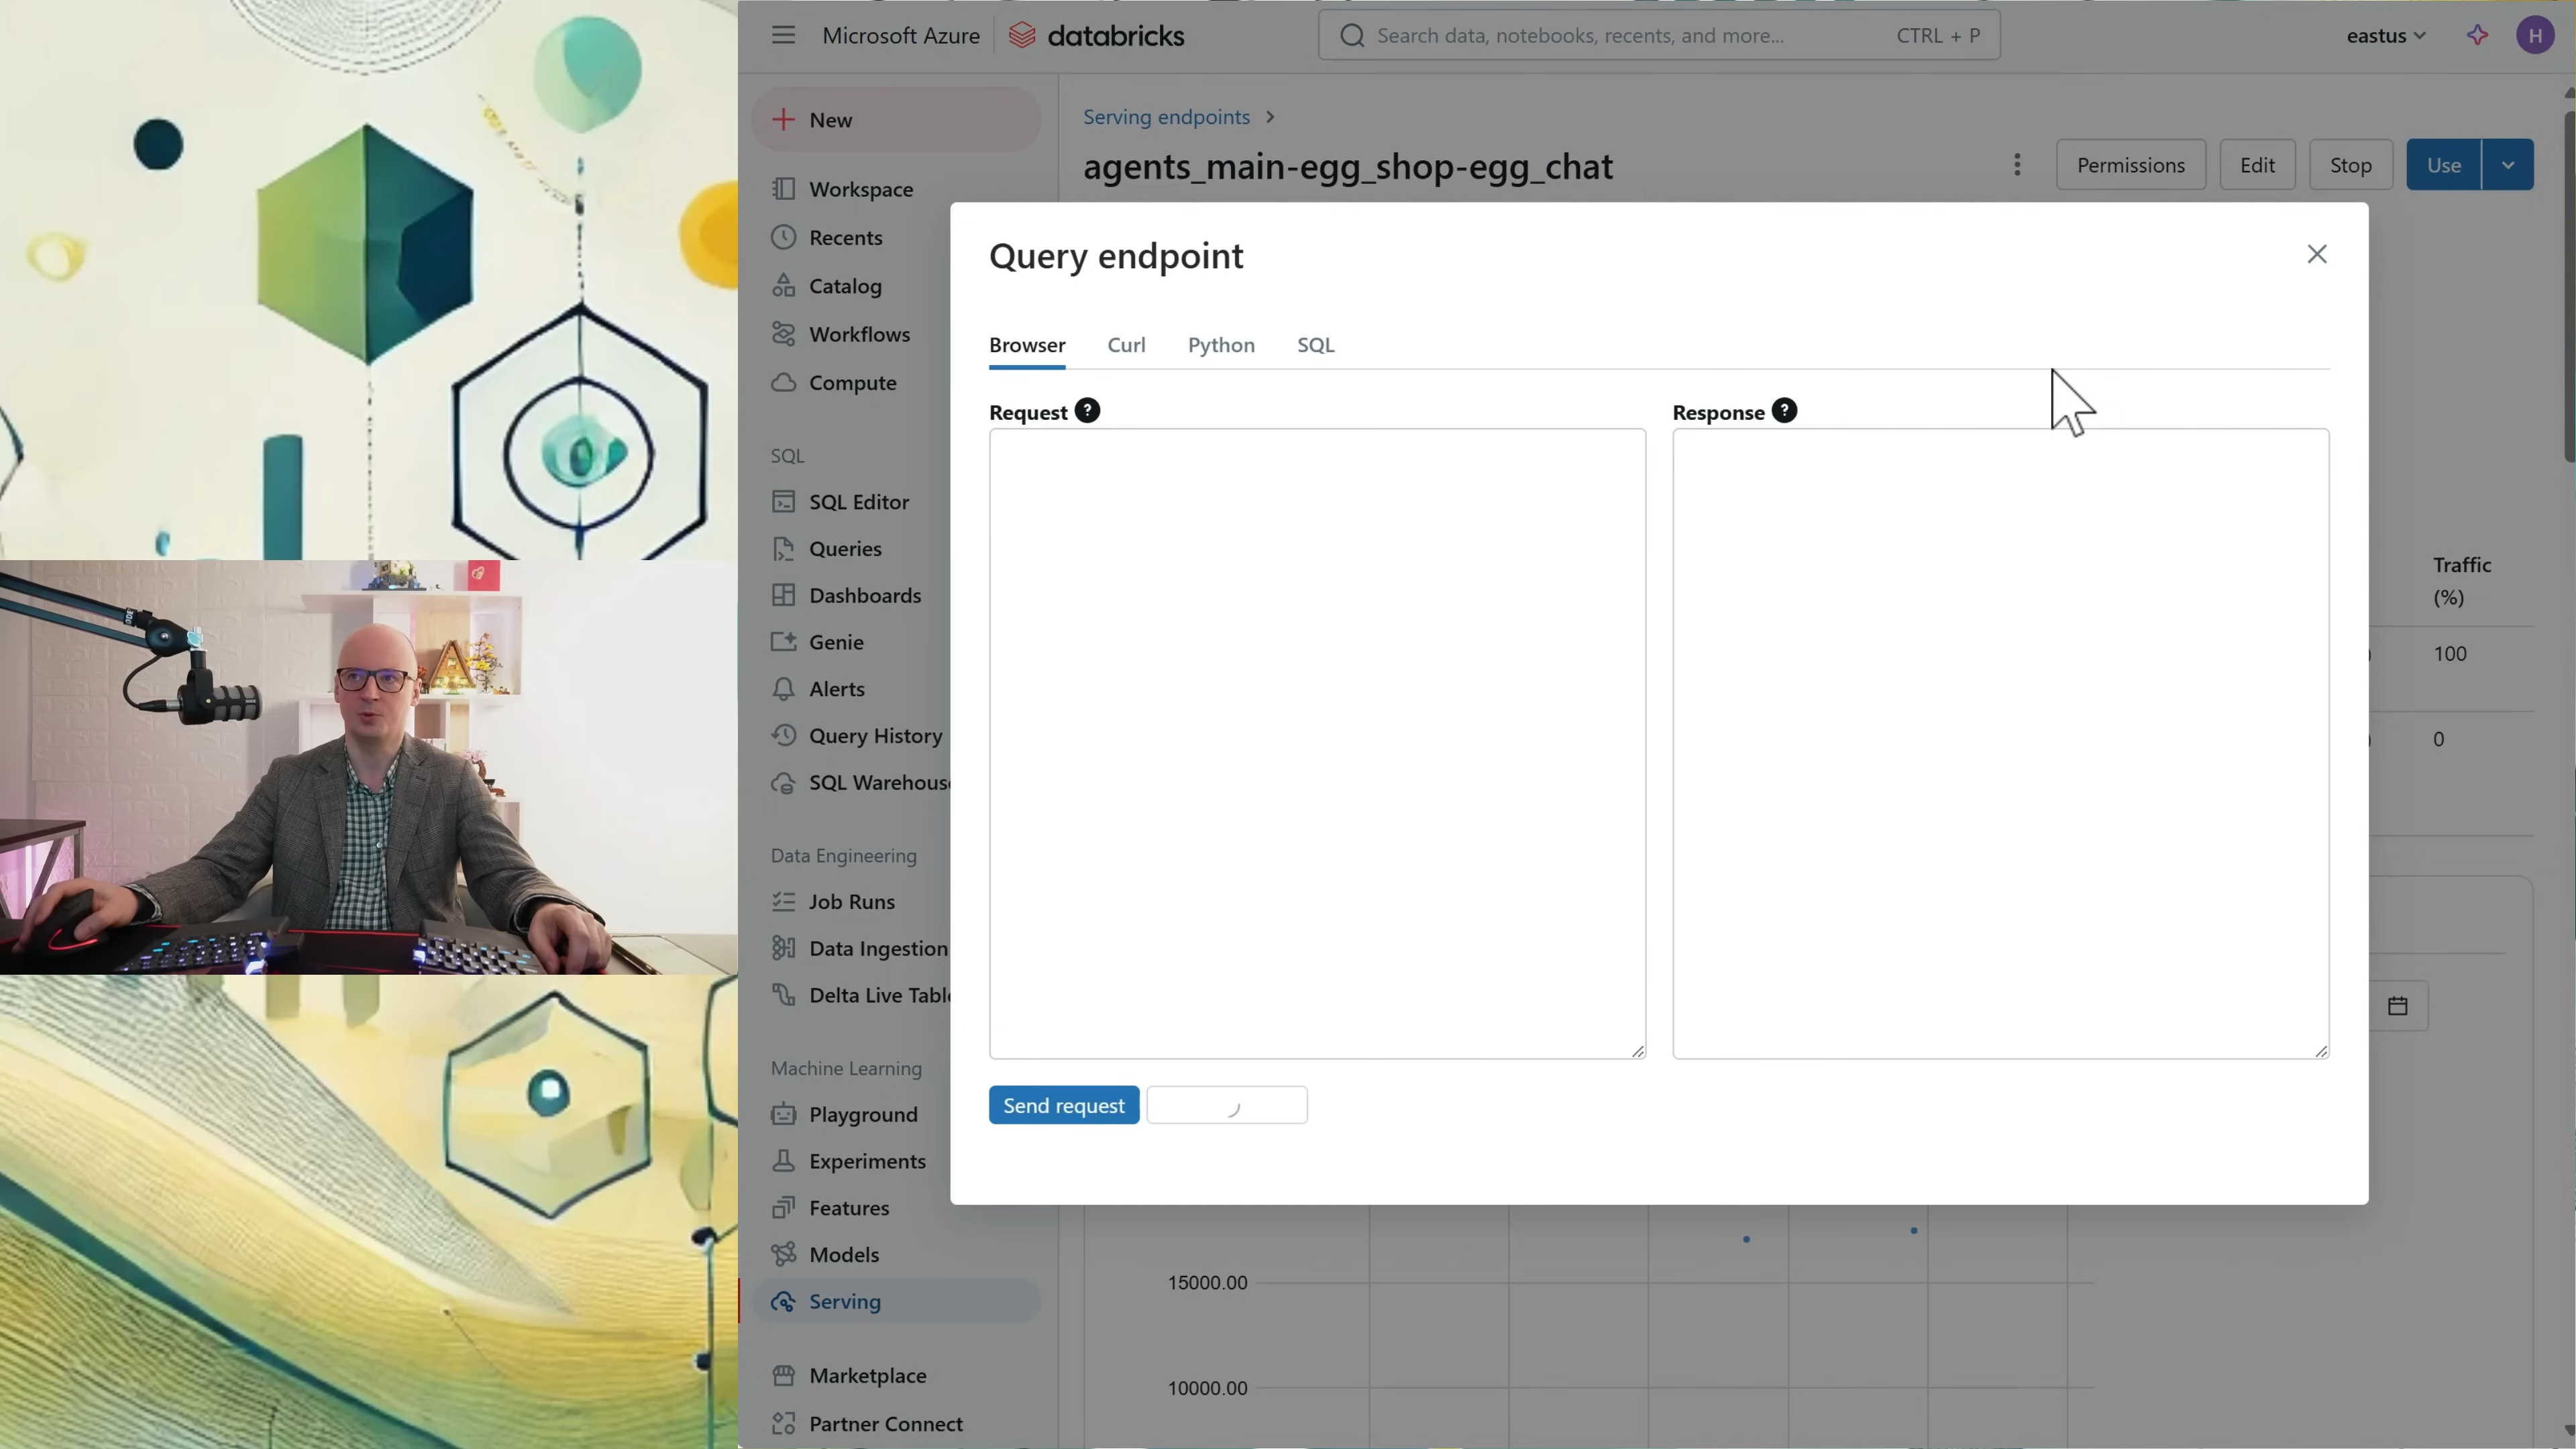 Microsoft Azure
databricks
Search data, notebooks, recents, and more...
CTRL + P
eastus
H
New
Workspace
Recents
Catalog
Workflows
Compute
SQL
SQL Editor
Queries
Dashboards
Genie
Alerts
Query History
SQL Warehous
Data Engineering
Job Runs
Data Ingestion
Delta Live Table
Machine Learning
Playground
Experiments
Features
Models
Serving
Marketplace
Partner Connect
Serving endpoints >
agents_main-egg_shop-egg_chat
Permissions
Edit
Stop
Use
Query endpoint
Browser
Curl
Python
SQL
Request ?
Response ?
Send request
Traffic
(%)
100
0
15000.00
10000.00